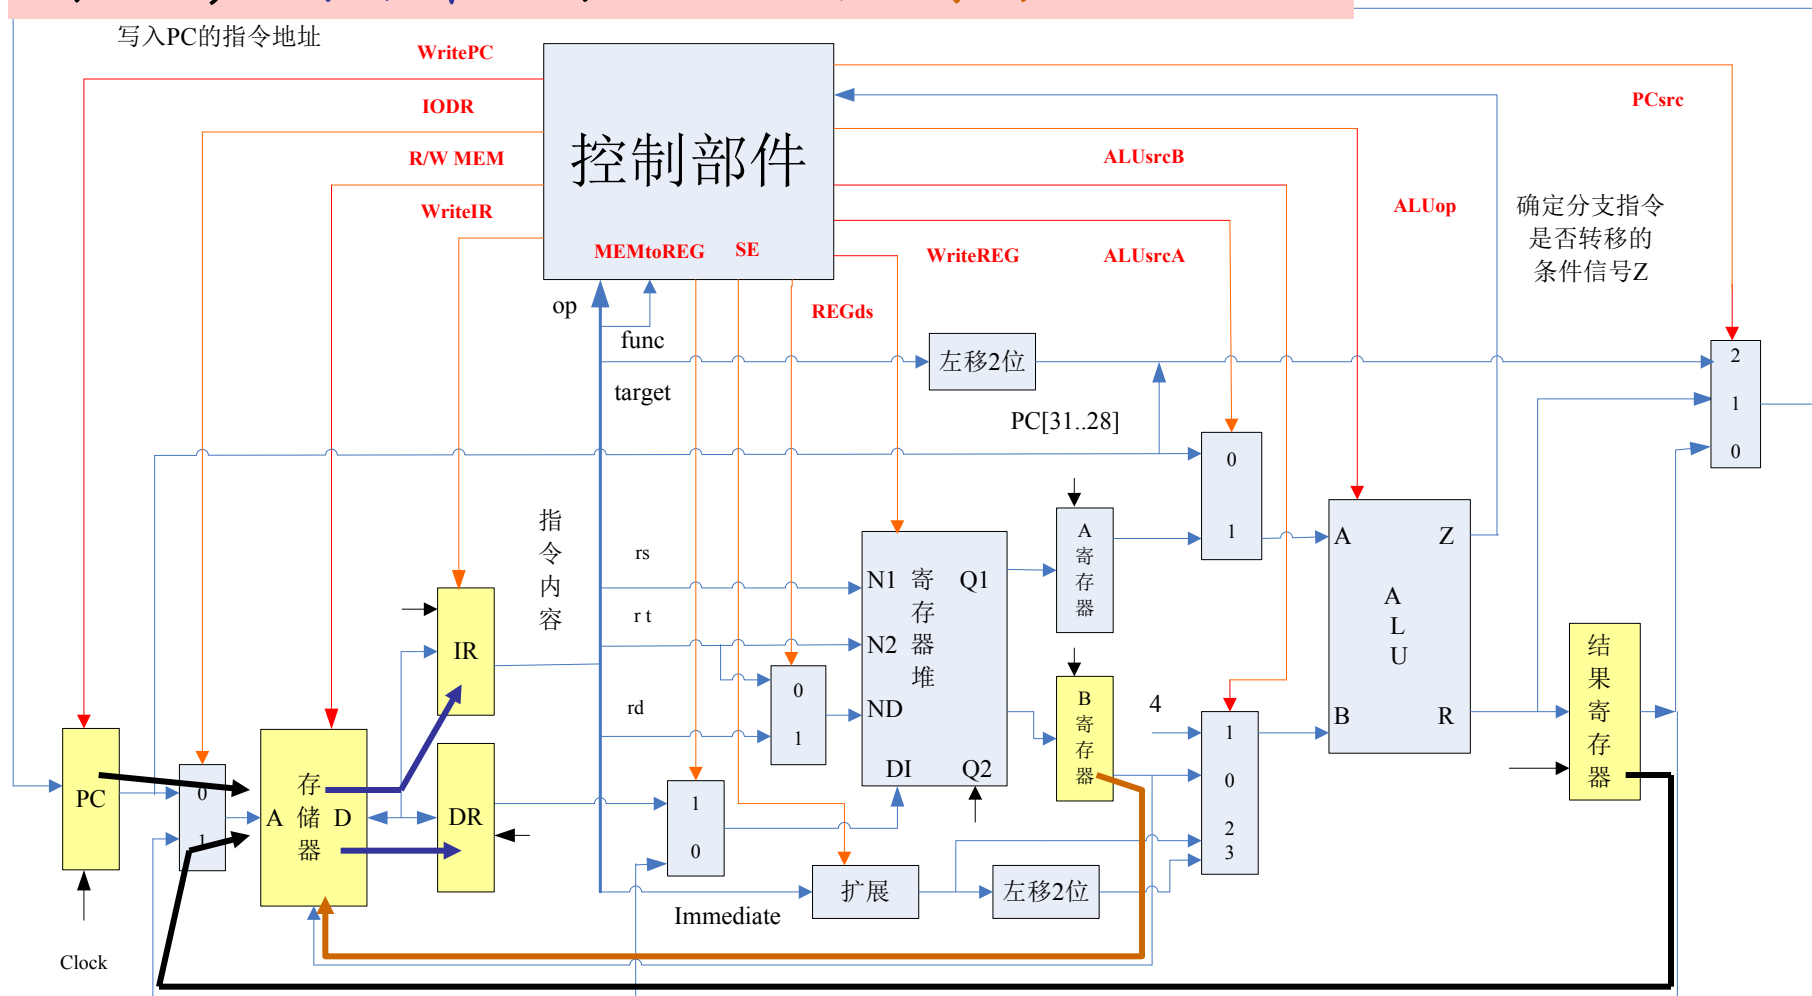 写入PC的指令地址
WritePC
IODR
R/W MEM
WriteIR
控制部件
MEMtoREG
SE
REGds
WriteREG
ALUsrcB
ALUsrcA
ALUop
PCsrc
确定分支指令
是否转移的
条件信号Z
op
func
target
左移2位
PC[31..28]
2
1
0
0
1
指令内容
rs
r t
rd
IR
N1
N2
ND
DI
Q1
Q2
寄存器堆
A寄存器
B寄存器
0
1
4
1
0
2
3
A
B
Z
R
ALU
结果寄存器
PC
0
1
A
存储器
D
DR
1
0
扩展
左移2位
Immediate
Clock